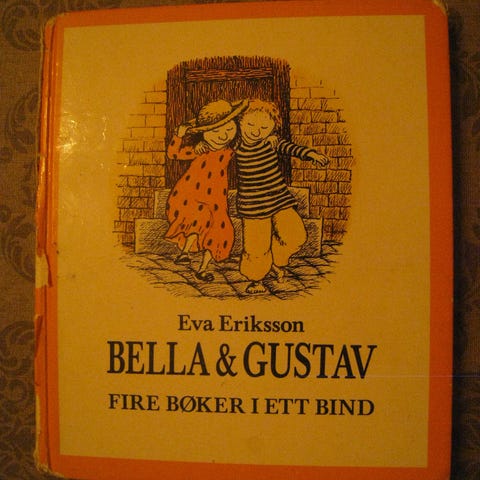 Eva Eriksson
BELLA & GUSTAV
FIRE BØKER I ETT BIND